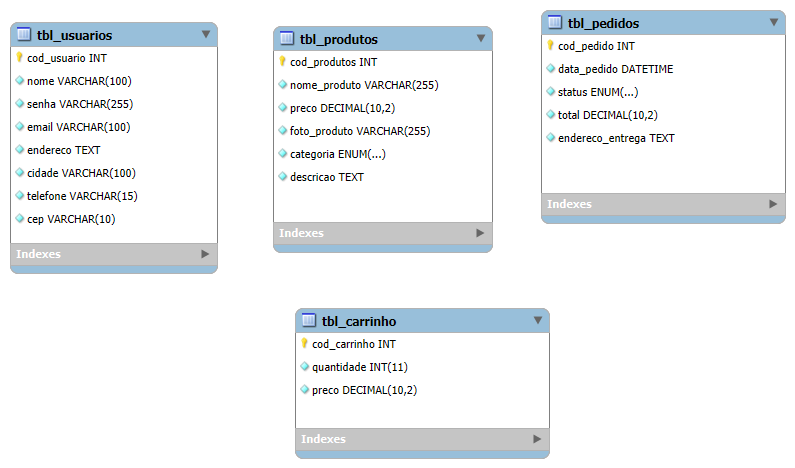 tbl_usuarios
cod_usuario INT
nome VARCHAR(100)
senha VARCHAR(255)
email VARCHAR(100)
endereco TEXT
cidade VARCHAR(100)
telefone VARCHAR(15)
cep VARCHAR(10)
Indexes
tbl_produtos
cod_produtos INT
nome_produto VARCHAR(255)
preco DECIMAL(10,2)
foto_produto VARCHAR(255)
categoria ENUM(...)
descricao TEXT
Indexes
tbl_pedidos
cod_pedido INT
data_pedido DATETIME
status ENUM(...)
total DECIMAL(10,2)
endereco_entrega TEXT
Indexes
tbl_carrinho
cod_carrinho INT
quantidade INT(11)
preco DECIMAL(10,2)
Indexes